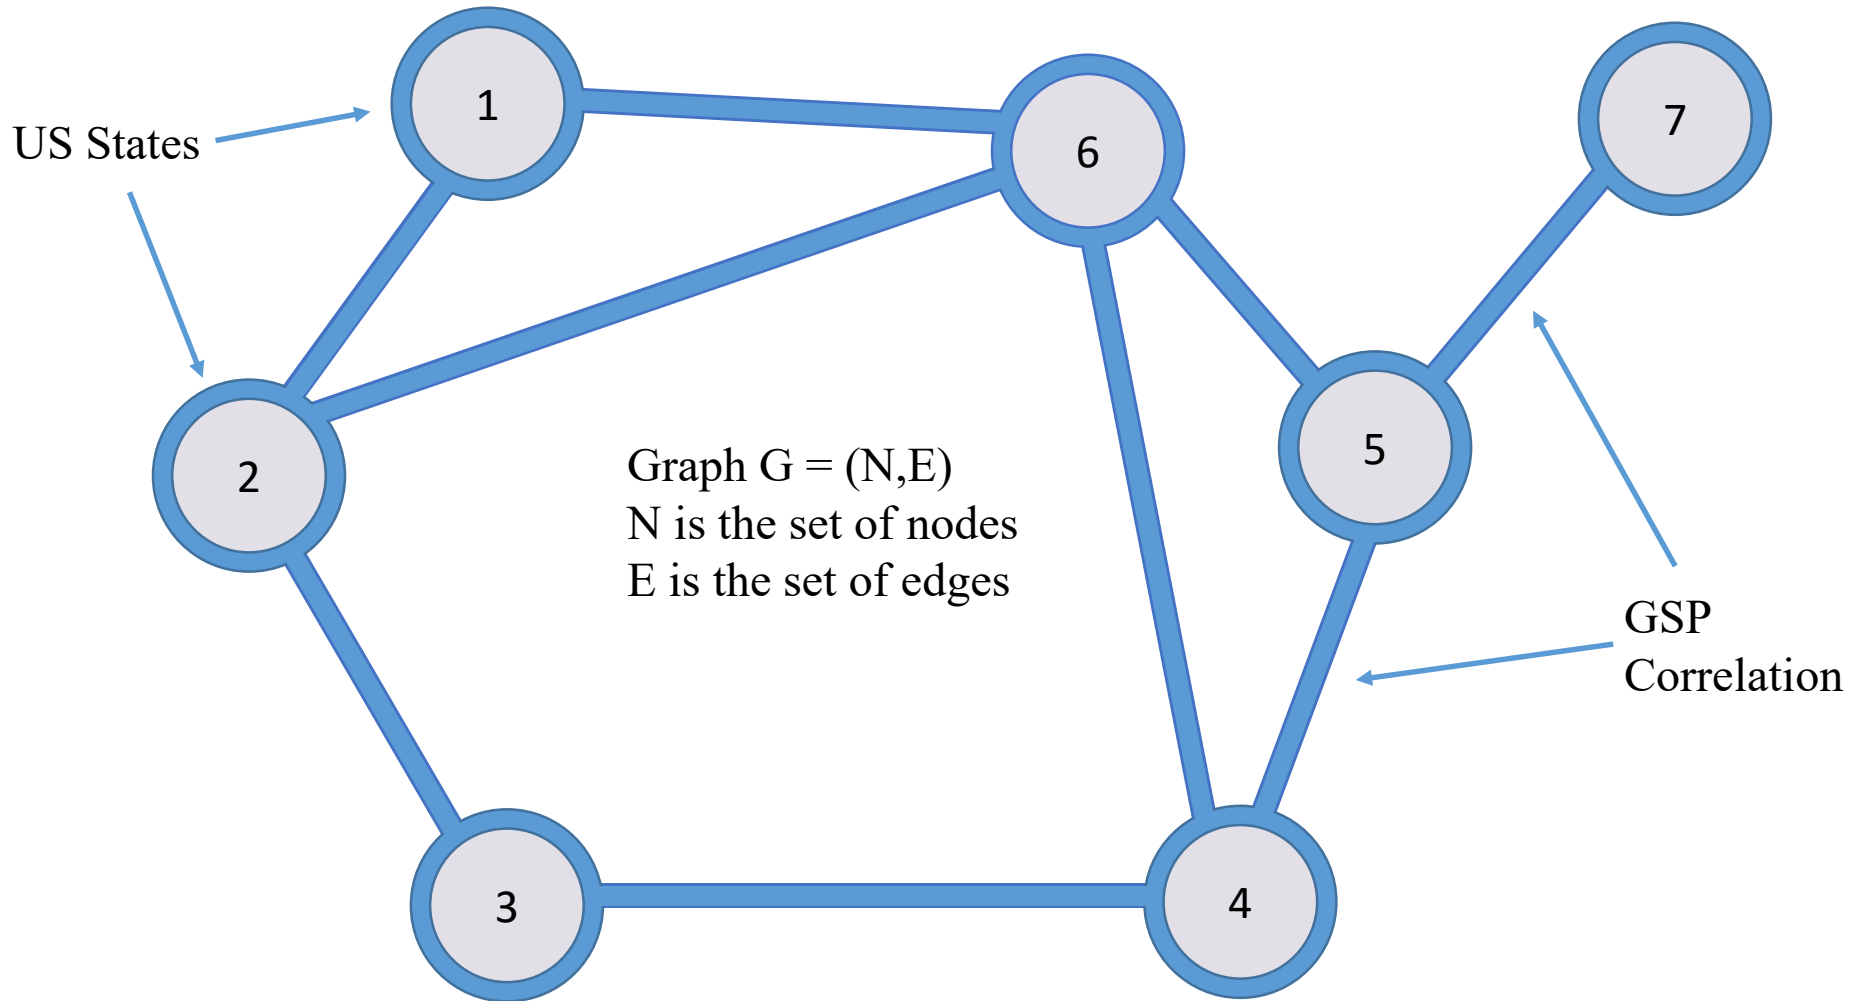 1
6
7
US States
2
5
Graph G = (N,E)
N is the set of nodes
E is the set of edges
GSP
Correlation
3
4